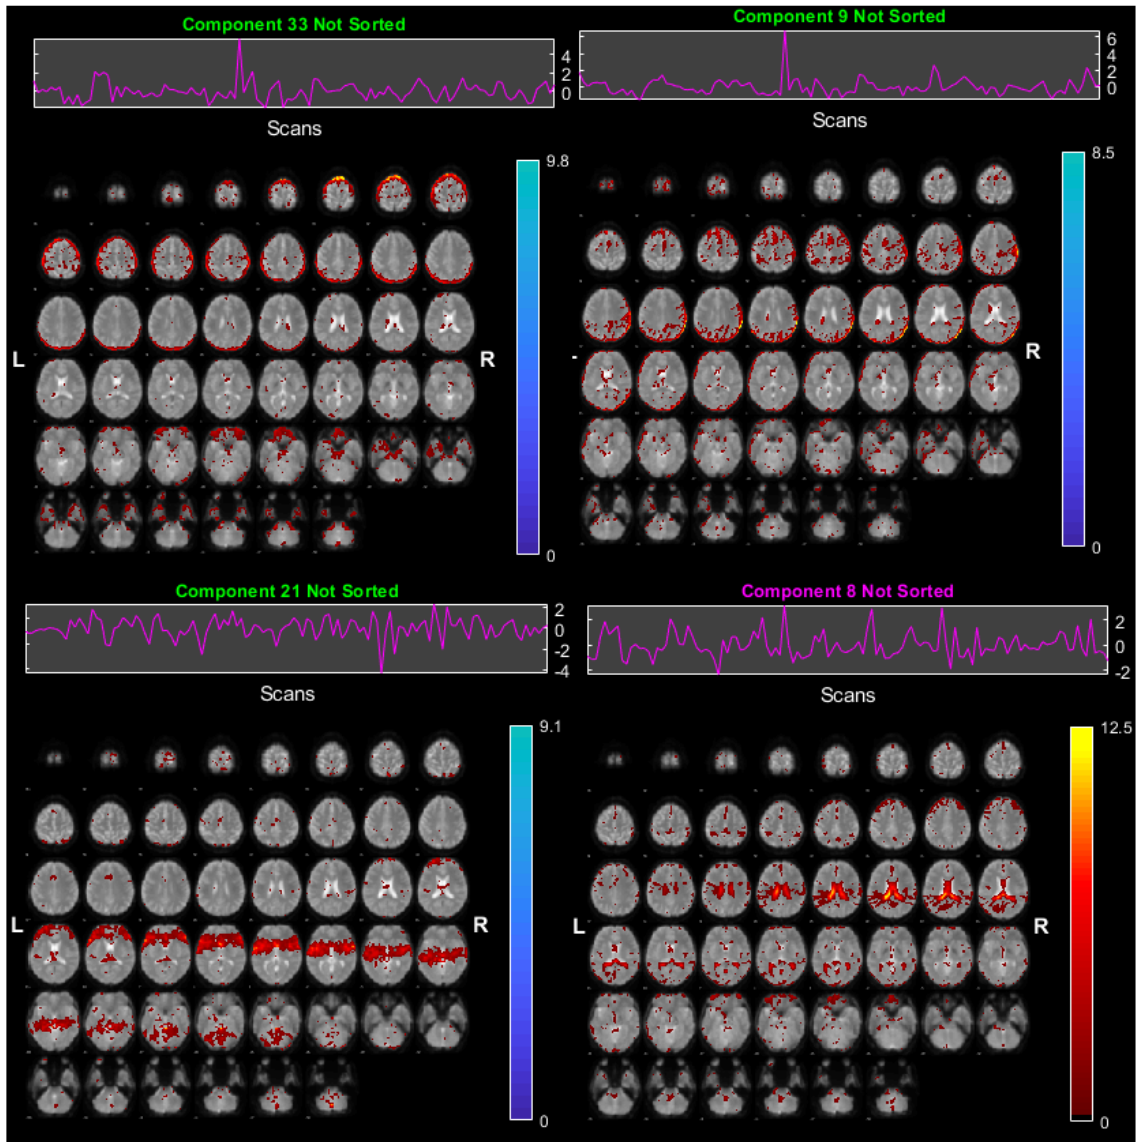 Component 33 Not Sorted
4
2
0
Scans
9.8
L
R
0
Component 9 Not Sorted
6
4
2
0
Scans
8.5
-
R
0
Component 21 Not Sorted
2
0
-2
-4
Scans
9.1
L
R
0
Component 8 Not Sorted
2
0
-2
Scans
12.5
L
R
0